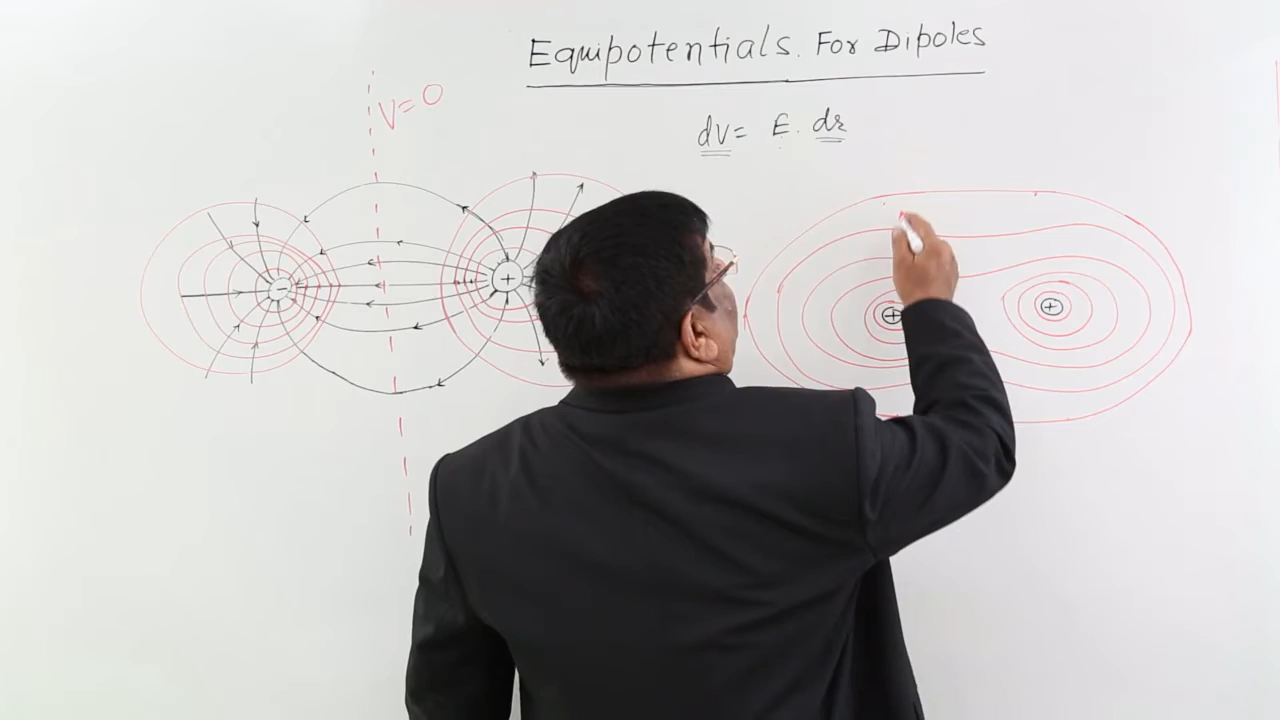 Equipotentials. For Dipoles
V=0
dv= E. dr
-
+
+
+